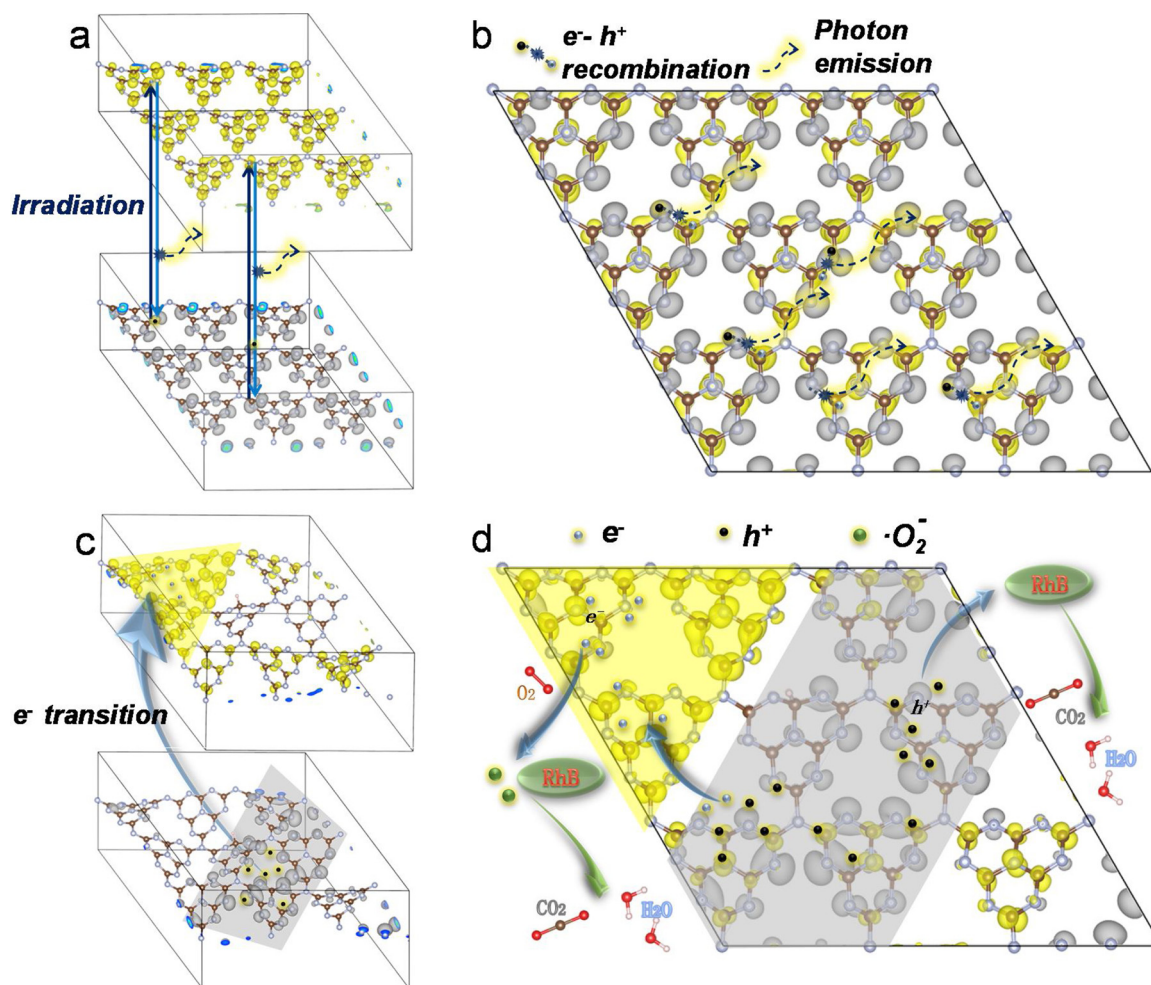 a
Irradiation
b
e⁻- h⁺
recombination
Photon
emission
c
e⁻ transition
d
e⁻
h⁺
·O₂⁻
e⁻
O₂
RhB
CO₂
H₂O
h⁺
RhB
CO₂
H₂O